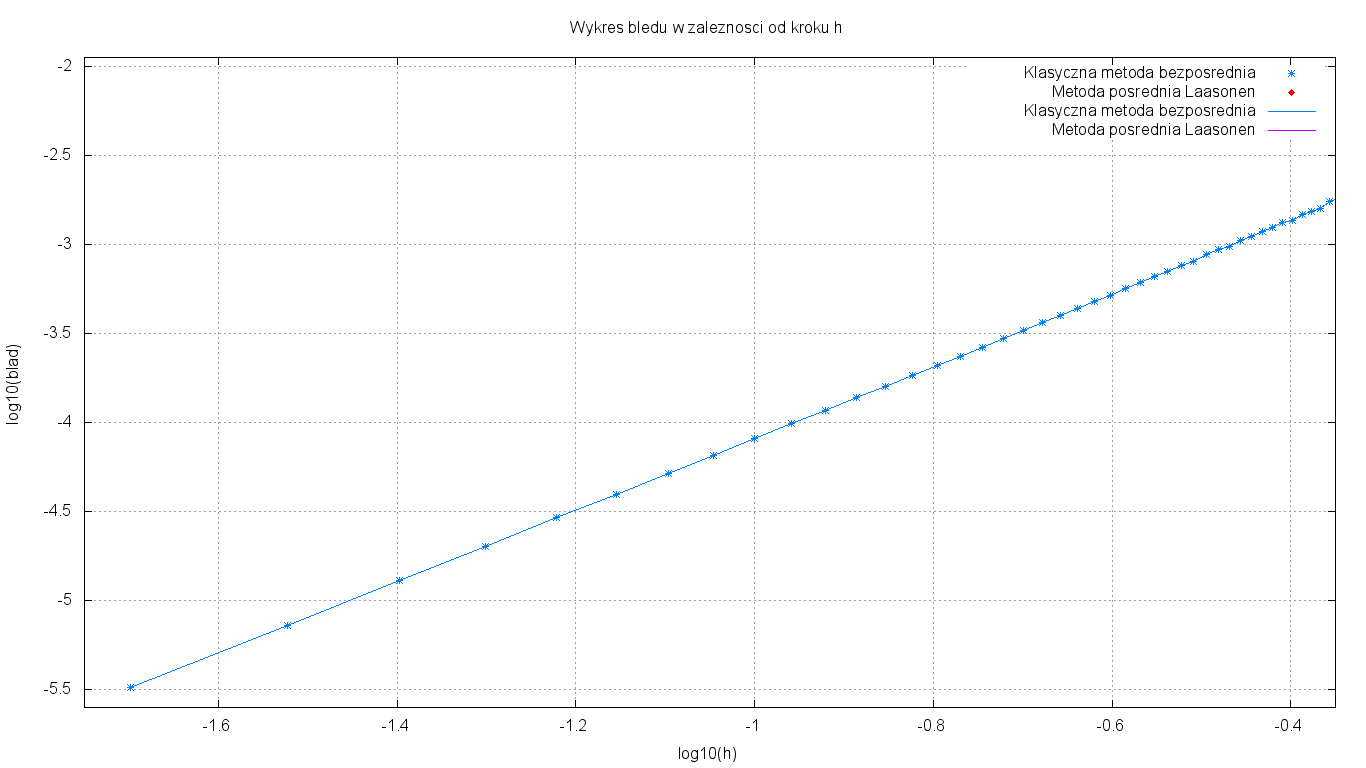 Wykres bledu w zaleznosci od kroku h
Klasyczna metoda bezposrednia
Metoda posrednia Laasonen
Klasyczna metoda bezposrednia
Metoda posrednia Laasonen
-2
-2.5
-3
-3.5
-4
-4.5
-5
-5.5
log10(blad)
-1.6
-1.4
-1.2
-1
-0.8
-0.6
-0.4
log10(h)